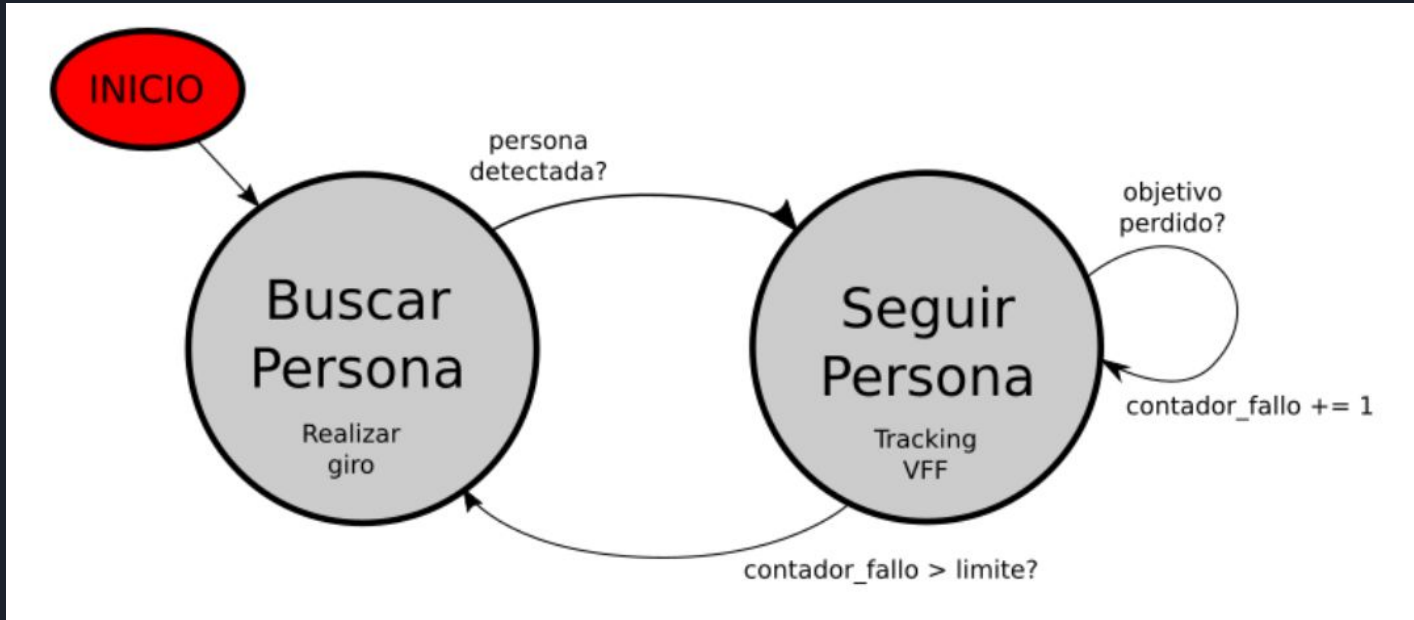 INICIO
persona
detectada?
objetivo
perdido?
Buscar
Persona
Realizar
giro
Seguir
Persona
Tracking
VFF
contador_fallo += 1
contador_fallo > limite?